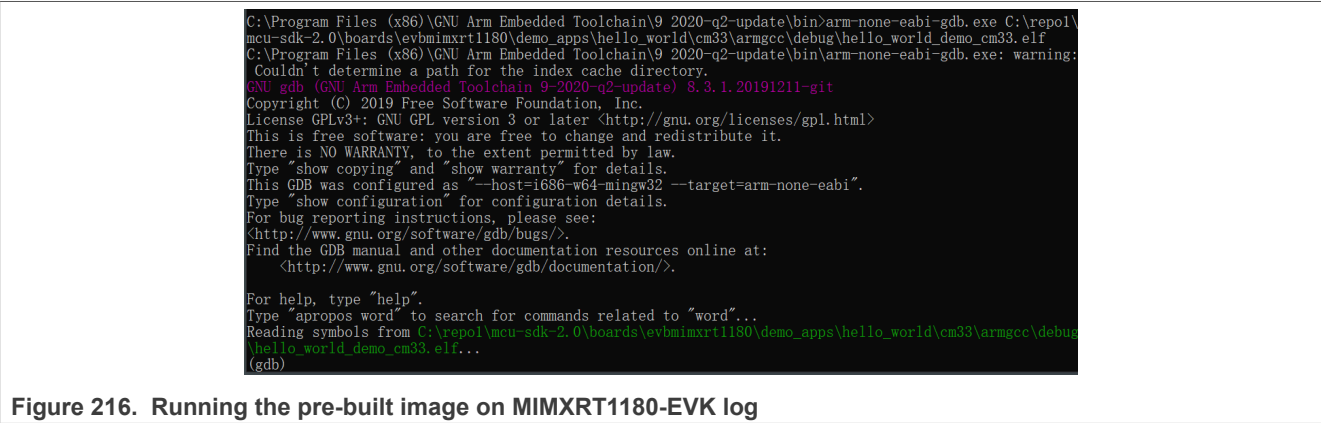 C:\Program Files (x86)\GNU Arm Embedded Toolchain\9 2020-q2-update\bin>arm-none-eabi-gdb.exe C:\repo1\
mcu-sdk-2.0\boards\evbmimxrt1180\demo_apps\hello_world\cm33\armgcc\debug\hello_world_demo_cm33.elf
C:\Program Files (x86)\GNU Arm Embedded Toolchain\9 2020-q2-update\bin\arm-none-eabi-gdb.exe: warning:
 Couldn't determine a path for the index cache directory.
GNU gdb (GNU Arm Embedded Toolchain 9-2020-q2-update) 8.3.1.20191211-git
Copyright (C) 2019 Free Software Foundation, Inc.
License GPLv3+: GNU GPL version 3 or later <http://gnu.org/licenses/gpl.html>
This is free software: you are free to change and redistribute it.
There is NO WARRANTY, to the extent permitted by law.
Type "show copying" and "show warranty" for details.
This GDB was configured as "--host=i686-w64-mingw32 --target=arm-none-eabi".
Type "show configuration" for configuration details.
For bug reporting instructions, please see:
<http://www.gnu.org/software/gdb/bugs/>.
Find the GDB manual and other documentation resources online at:
    <http://www.gnu.org/software/gdb/documentation/>.
For help, type "help".
Type "apropos word" to search for commands related to "word"...
Reading symbols from C:\repo1\mcu-sdk-2.0\boards\evbmimxrt1180\demo_apps\hello_world\cm33\armgcc\debug
\hello_world_demo_cm33.elf...
(gdb)
Figure 216. Running the pre-built image on MIMXRT1180-EVK log